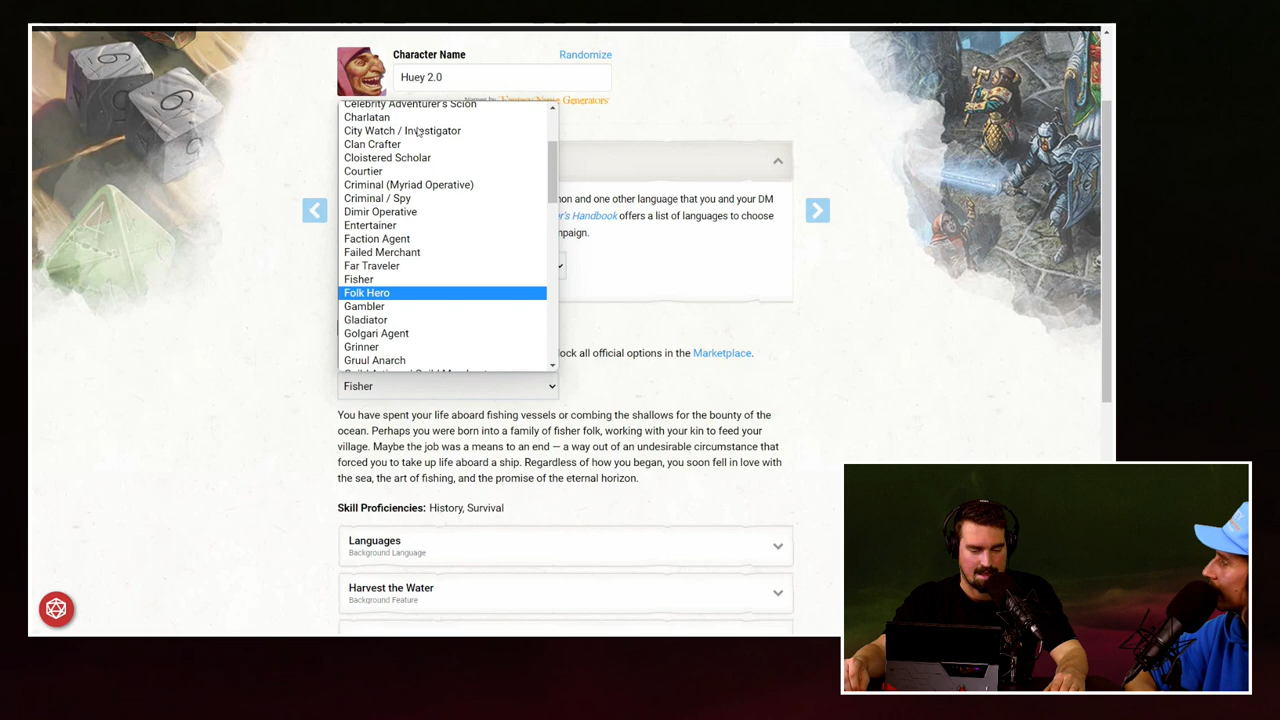 Character Name
Randomize
Huey 2.0
Names by Fantasy Name Generators
Celebrity Adventurer's Scion
Charlatan
City Watch / Investigator
Clan Crafter
Cloistered Scholar
Courtier
Criminal (Myriad Operative)
Criminal / Spy
Dimir Operative
Entertainer
Faction Agent
Failed Merchant
Far Traveler
Fisher
Folk Hero
Gambler
Gladiator
Golgari Agent
Grinner
Gruul Anarch
non and one other language that you and your DM
er's Handbook offers a list of languages to choose
mpaign.
lock all official options in the Marketplace.
Fisher
You have spent your life aboard fishing vessels or combing the shallows for the bounty of the
ocean. Perhaps you were born into a family of fisher folk, working with your kin to feed your
village. Maybe the job was a means to an end — a way out of an undesirable circumstance that
forced you to take up life aboard a ship. Regardless of how you began, you soon fell in love with
the sea, the art of fishing, and the promise of the eternal horizon.
Skill Proficiencies: History, Survival
Languages
Background Language
Harvest the Water
Background Feature